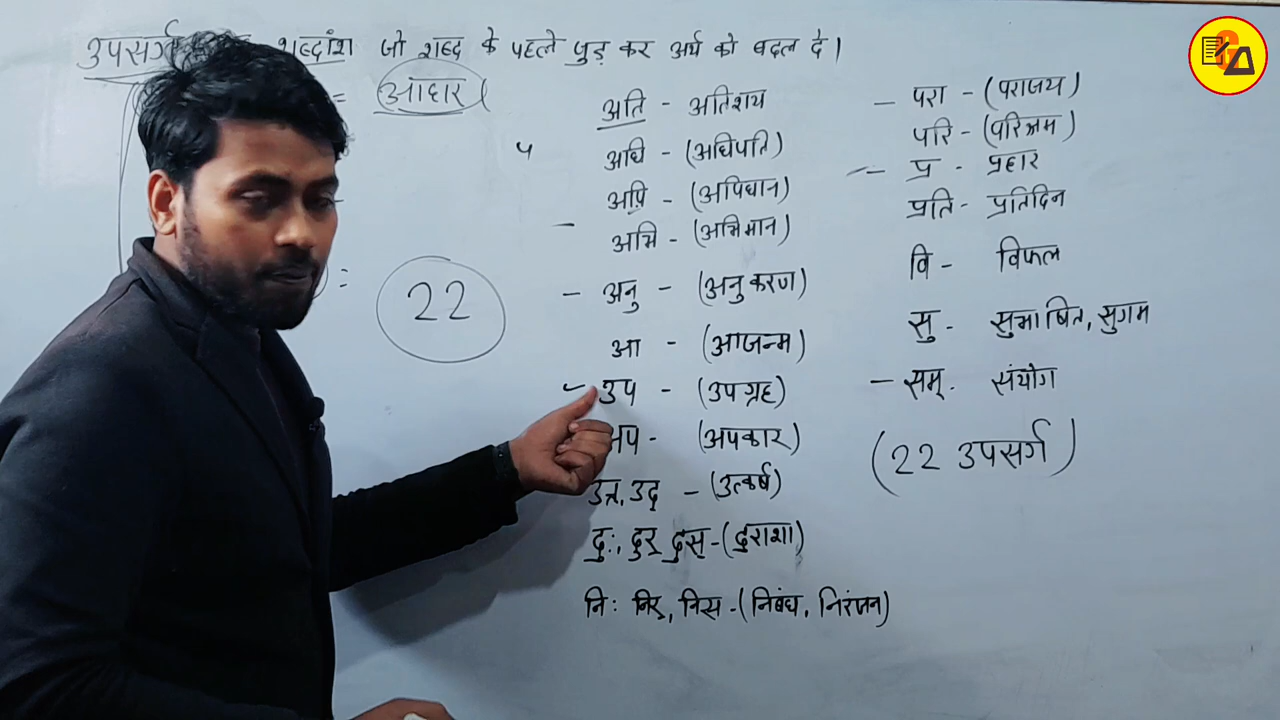 उपसर्ग शब्दांश जो शब्द के पहले जुड़ कर अर्थ को बदल दे।
= आहार
अति - अतिशय
अधि - (अधिपति)
अपि - (अपिधान)
- अभि - (अभिमान)
- अनु - (अनुकरण)
आ - (आजन्म)
उप - (उपग्रह)
अप - (अपकार)
उत्, उद् - (उत्कर्ष)
दुः, दुर् दुस् - (दुराशा)
निः निर्, निस - (निबंध, निरंजन)
= 22
- परा - (पराजय)
परि - (परिश्रम)
- प्र - प्रहार
प्रति - प्रतिदिन
वि - विफल
सु - सुभाषित, सुगम
- सम् - संयोग
(22 उपसर्ग)